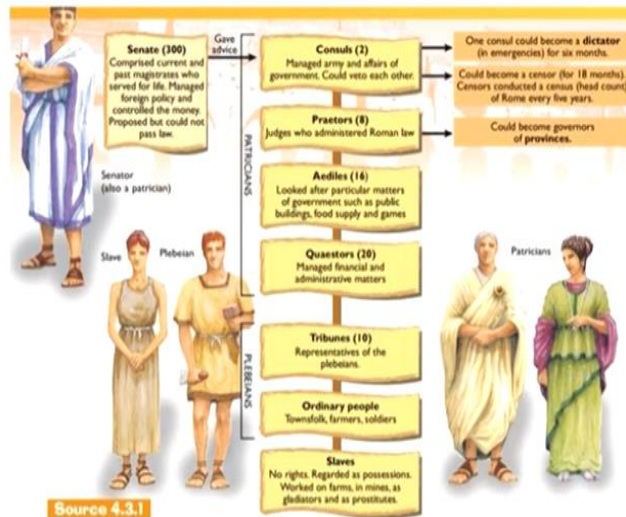 Senate (300)
Comprised current and
past magistrates who
served for life. Managed
foreign policy and
controlled the money.
Proposed but could not
pass law.
Gave
advice
Consuls (2)
Managed army and affairs of
government. Could veto each other.
One consul could become a dictator
(in emergencies) for six months.
Could become a censor (for 18 months).
Censors conducted a census (head count)
of Rome every five years.
Praetors (8)
Judges who administered Roman law
Could become governors
of provinces.
PATRICIANS
Senator
(also a patrician)
Aediles (16)
Looked after particular matters
of government such as public
buildings, food supply and games
Quaestors (20)
Managed financial and
administrative matters
Slave
Plebeian
Patricians
PLEBEIANS
Tribunes (10)
Representatives of the
plebeians.
Ordinary people
Townsfolk, farmers, soldiers
Slaves
No rights. Regarded as possessions.
Worked on farms, in mines, as
gladiators and as prostitutes.
Source 4.3.1